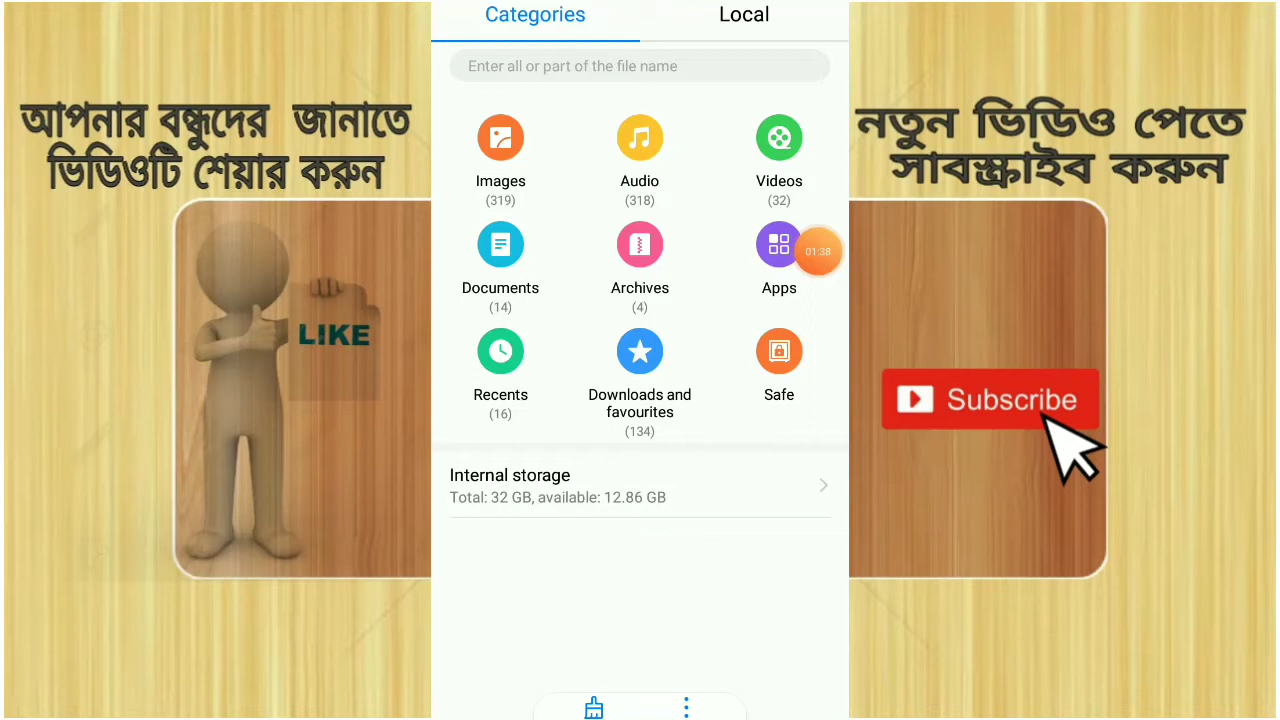 Categories
Local
Enter all or part of the file name
আপনার বন্ধুদের জানাতে
ভিডিওটি শেয়ার করুন
নতুন ভিডিও পেতে
সাবস্ক্রাইব করুন
Images
(319)
Audio
(318)
Videos
(32)
01:38
Documents
(14)
Archives
(4)
Apps
LIKE
Recents
(16)
Downloads and
favourites
(134)
Safe
Subscribe
Internal storage
Total: 32 GB, available: 12.86 GB